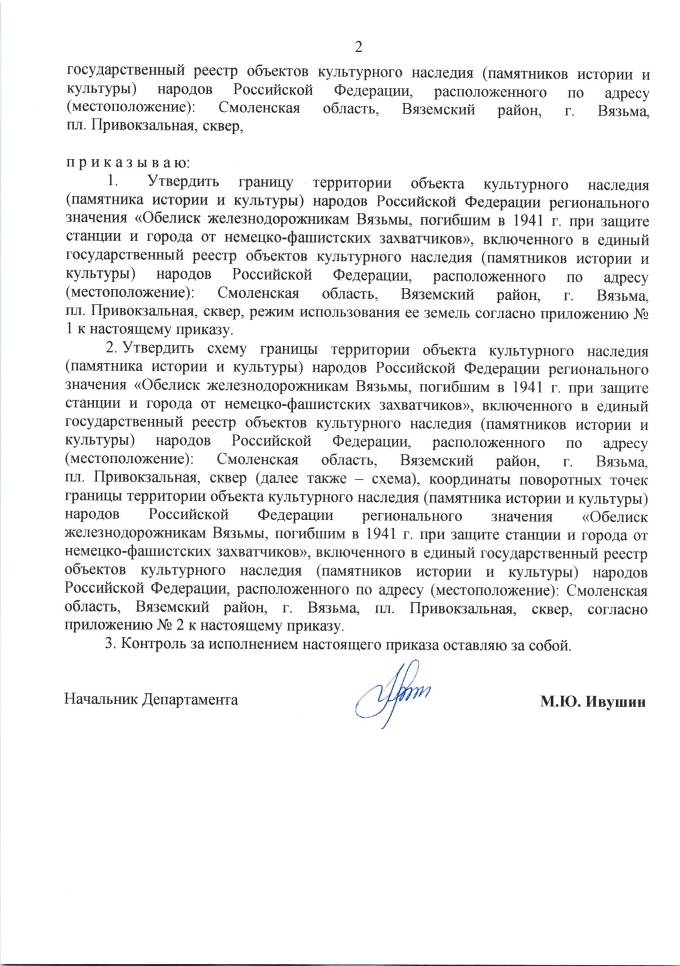 2
государственный реестр объектов культурного наследия (памятников истории и
культуры) народов Российской Федерации, расположенного по адресу
(местоположение): Смоленская область, Вяземский район, г. Вязьма,
пл. Привокзальная, сквер,
п р и к а з ы в а ю:
1. Утвердить границу территории объекта культурного наследия
(памятника истории и культуры) народов Российской Федерации регионального
значения «Обелиск железнодорожникам Вязьмы, погибшим в 1941 г. при защите
станции и города от немецко-фашистских захватчиков», включенного в единый
государственный реестр объектов культурного наследия (памятников истории и
культуры) народов Российской Федерации, расположенного по адресу
(местоположение): Смоленская область, Вяземский район, г. Вязьма,
пл. Привокзальная, сквер, режим использования ее земель согласно приложению №
1 к настоящему приказу.
2. Утвердить схему границы территории объекта культурного наследия
(памятника истории и культуры) народов Российской Федерации регионального
значения «Обелиск железнодорожникам Вязьмы, погибшим в 1941 г. при защите
станции и города от немецко-фашистских захватчиков», включенного в единый
государственный реестр объектов культурного наследия (памятников истории и
культуры) народов Российской Федерации, расположенного по адресу
(местоположение): Смоленская область, Вяземский район, г. Вязьма,
пл. Привокзальная, сквер (далее также – схема), координаты поворотных точек
границы территории объекта культурного наследия (памятника истории и культуры)
народов Российской Федерации регионального значения «Обелиск
железнодорожникам Вязьмы, погибшим в 1941 г. при защите станции и города от
немецко-фашистских захватчиков», включенного в единый государственный реестр
объектов культурного наследия (памятников истории и культуры) народов
Российской Федерации, расположенного по адресу (местоположение): Смоленская
область, Вяземский район, г. Вязьма, пл. Привокзальная, сквер, согласно
приложению № 2 к настоящему приказу.
3. Контроль за исполнением настоящего приказа оставляю за собой.
Начальник Департамента М.Ю. Ивушин